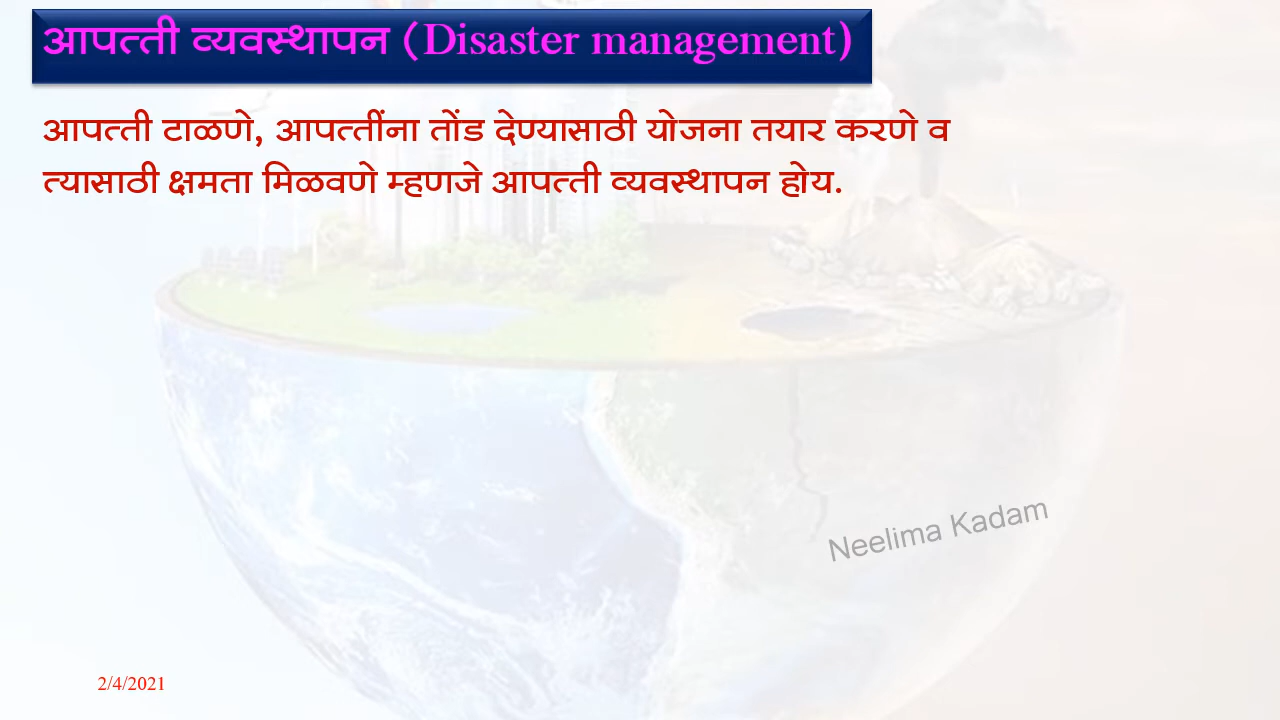 आपत्ती व्यवस्थापन (Disaster management)
आपत्ती टाळणे, आपत्तींना तोंड देण्यासाठी योजना तयार करणे व
त्यासाठी क्षमता मिळवणे म्हणजे आपत्ती व्यवस्थापन होय.
Neelima Kadam
2/4/2021